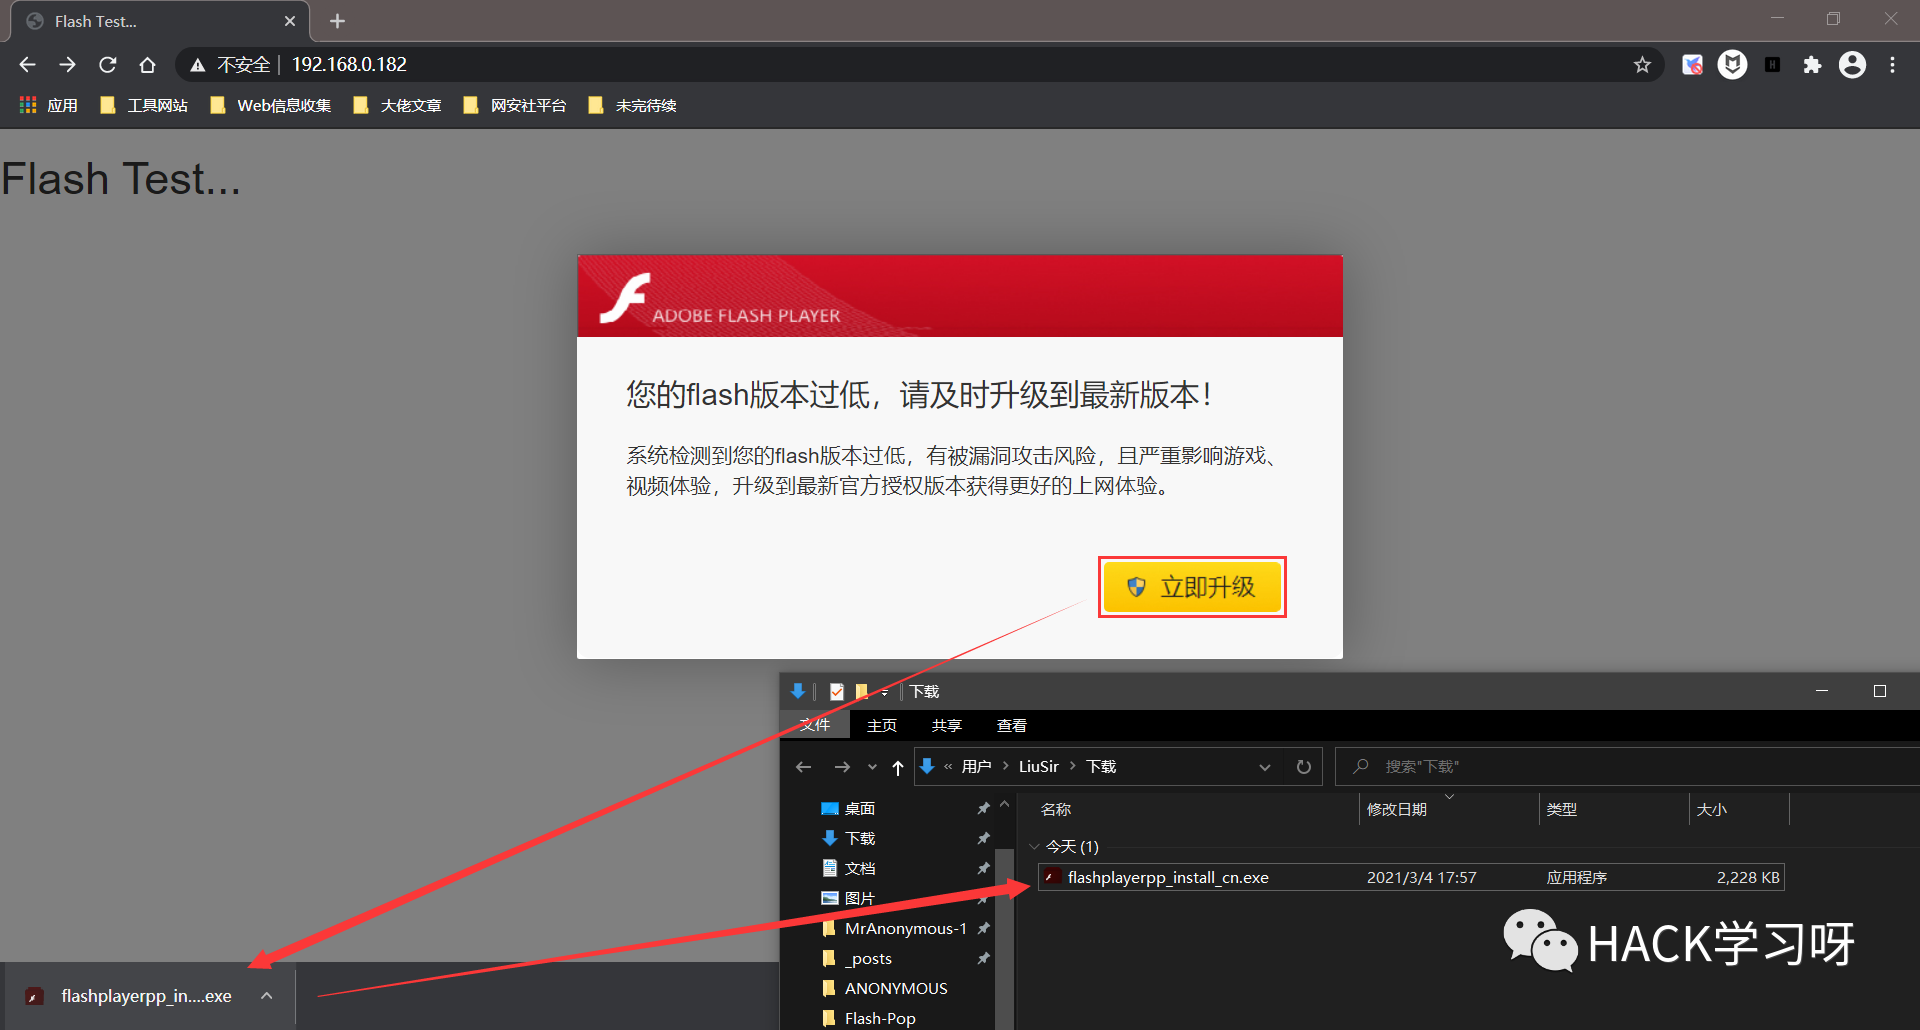 Flash Test...
不安全 192.168.0.182
应用 工具网站 Web信息收集 大佬文章 网安社平台 未完待续
Flash Test...
ADOBE FLASH PLAYER
您的flash版本过低，请及时升级到最新版本！
系统检测到您的flash版本过低，有被漏洞攻击风险，且严重影响游戏、
视频体验，升级到最新官方授权版本获得更好的上网体验。
立即升级
下载
文件 主页 共享 查看
« 用户 › LiuSir › 下载
搜索"下载"
桌面
下载
文档
图片
MrAnonymous-1
_posts
ANONYMOUS
Flash-Pop
名称 修改日期 类型 大小
今天 (1)
flashplayerpp_install_cn.exe 2021/3/4 17:57 应用程序 2,228 KB
HACK学习呀
flashplayerpp_in....exe